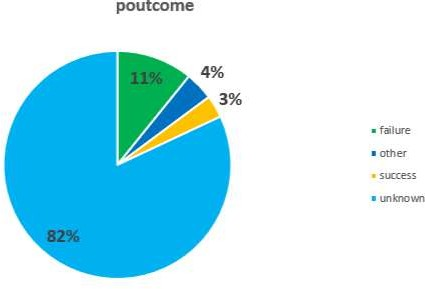 poutcome
11%
4%
3%
82%
failure
other
success
unknown